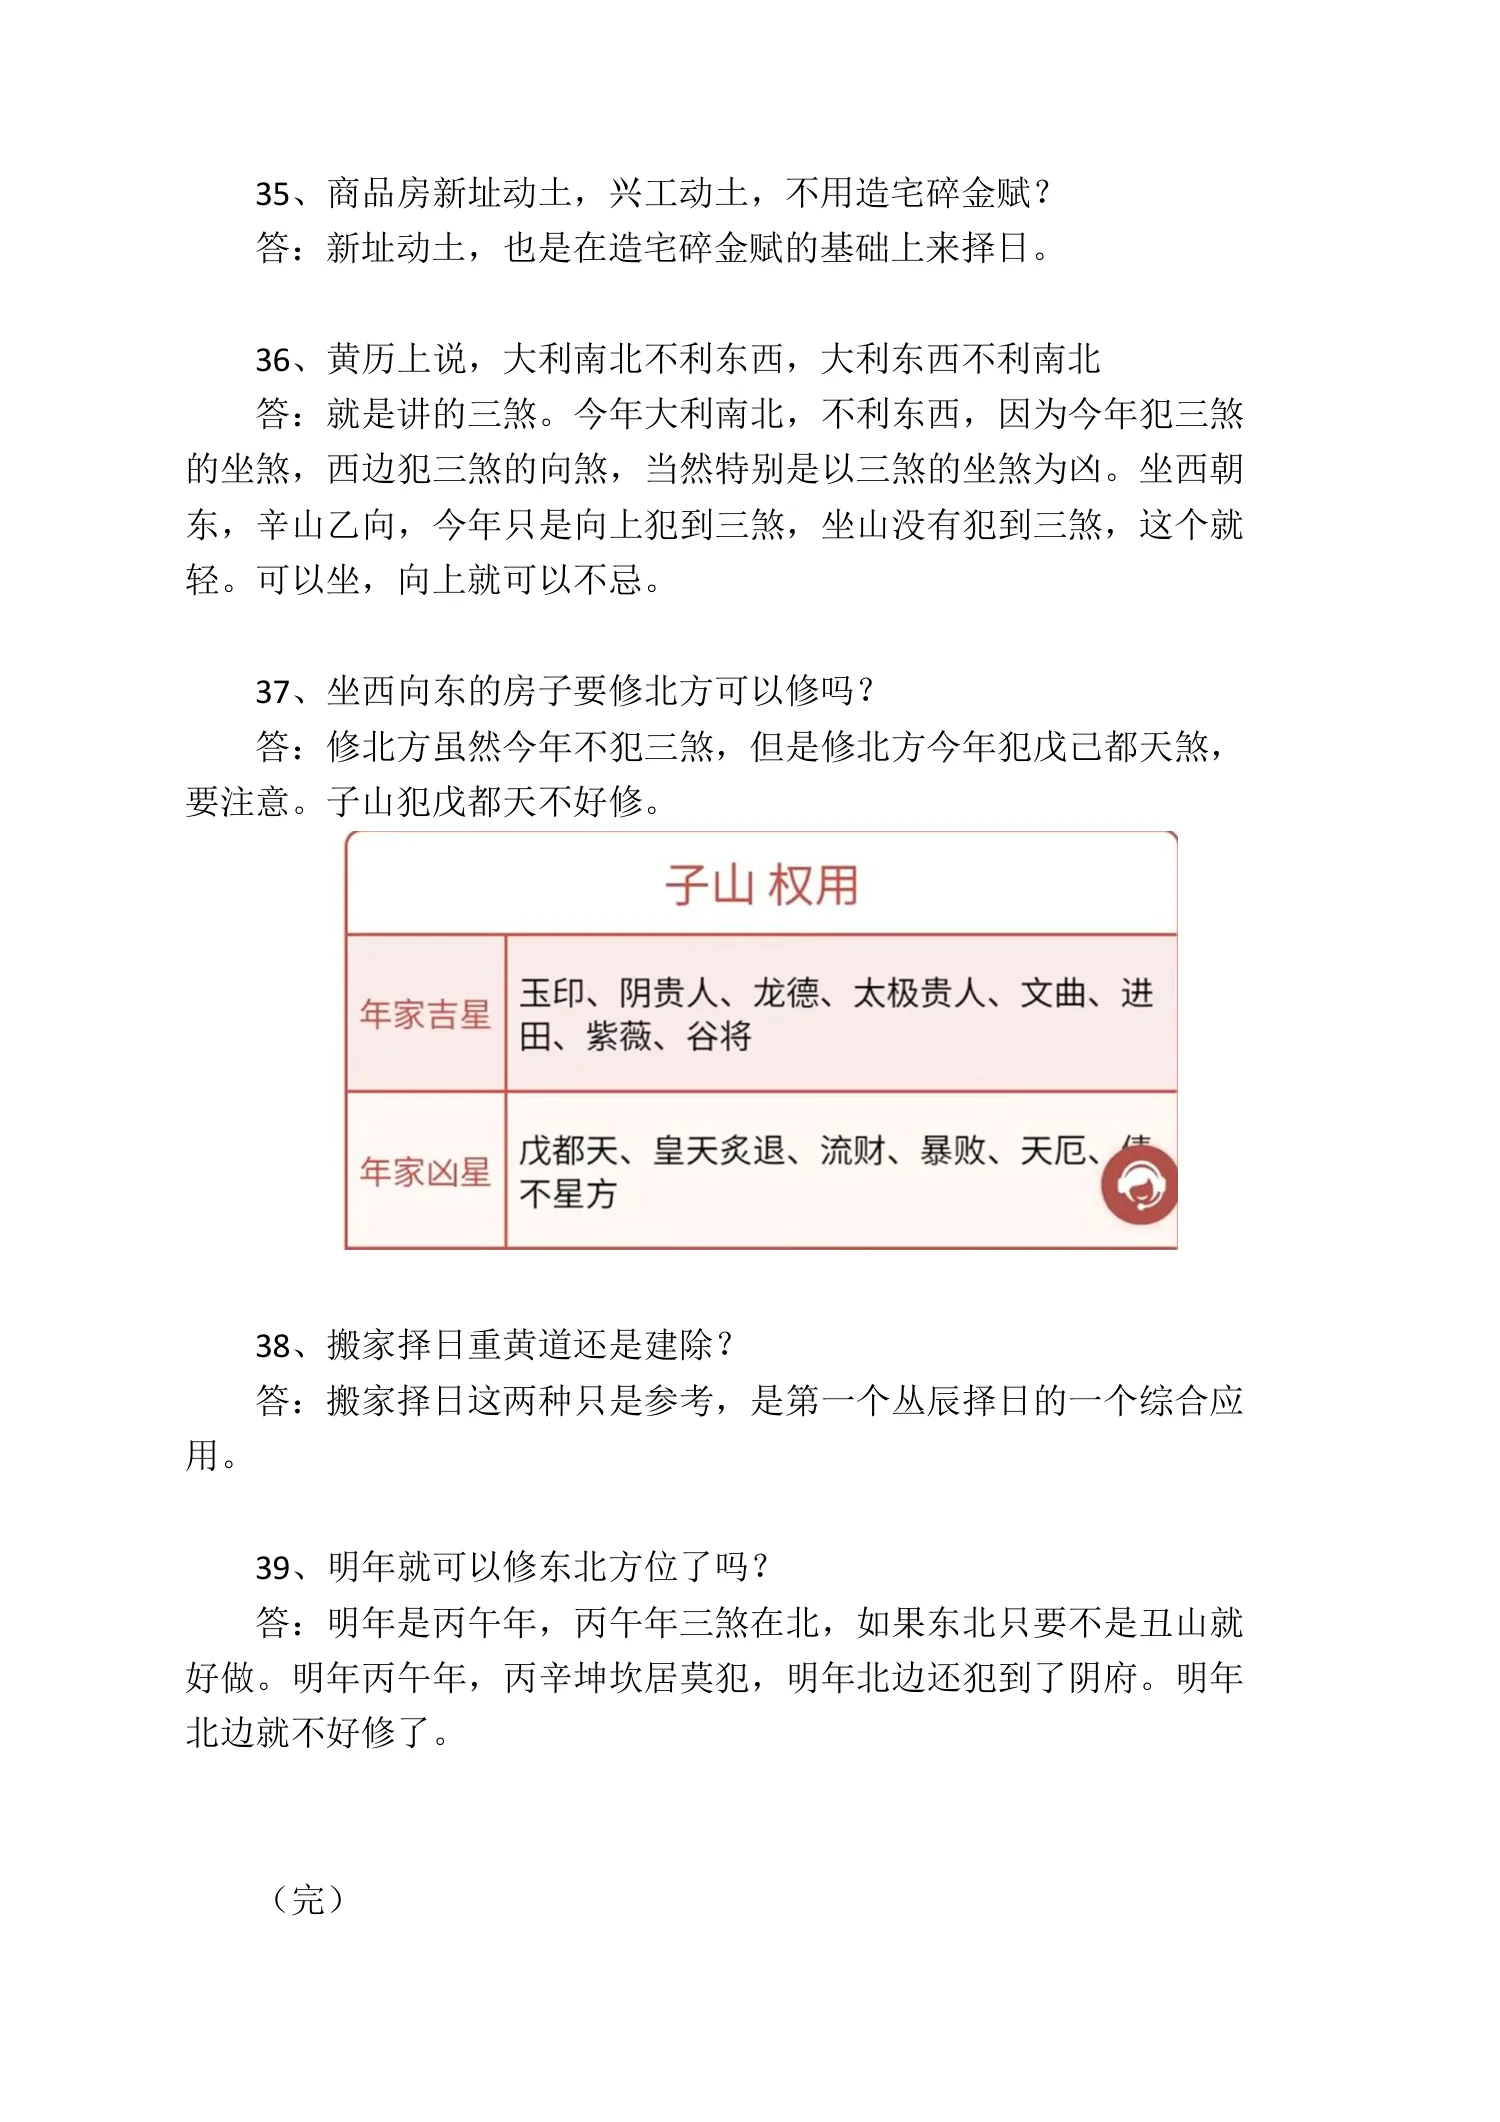 35、商品房新址动土，兴工动土，不用造宅碎金赋？
答：新址动土，也是在造宅碎金赋的基础上来择日。
36、黄历上说，大利南北不利东西，大利东西不利南北
答：就是讲的三煞。今年大利南北，不利东西，因为今年犯三煞
的坐煞，西边犯三煞的向煞，当然特别是以三煞的坐煞为凶。坐西朝
东，辛山乙向，今年只是向上犯到三煞，坐山没有犯到三煞，这个就
轻。可以坐，向上就可以不忌。
37、坐西向东的房子要修北方可以修吗？
答：修北方虽然今年不犯三煞，但是修北方今年犯戊己都天煞，
要注意。子山犯戊都天不好修。
子山 权用
年家吉星
玉印、阴贵人、龙德、太极贵人、文曲、进
田、紫薇、谷将
年家凶星
戊都天、皇天炙退、流财、暴败、天厄、
不星方
38、搬家择日重黄道还是建除？
答：搬家择日这两种只是参考，是第一个丛辰择日的一个综合应
用。
39、明年就可以修东北方位了吗？
答：明年是丙午年，丙午年三煞在北，如果东北只要不是丑山就
好做。明年丙午年，丙辛坤坎居莫犯，明年北边还犯到了阴府。明年
北边就不好修了。
（完）